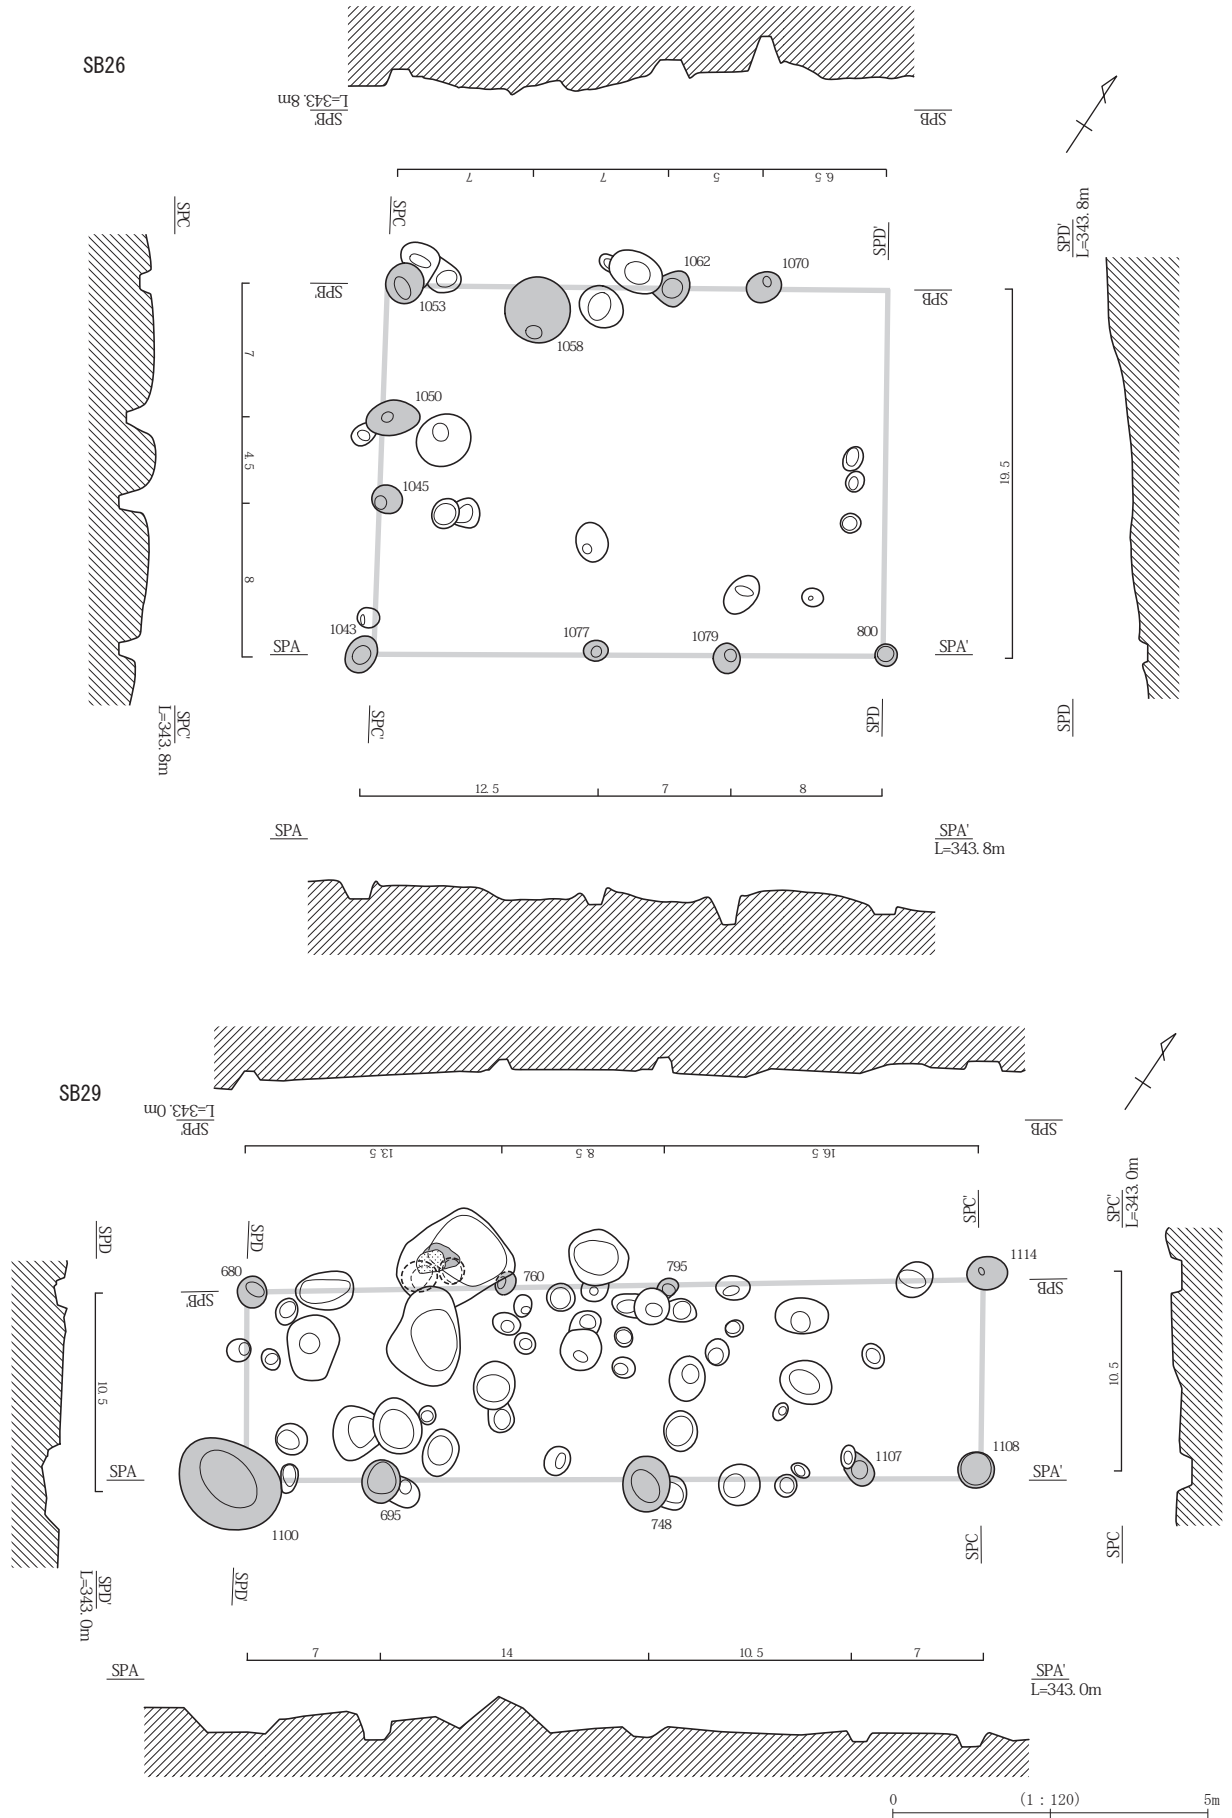 SB26
L=343. 8m
SPB'
SPB
7
7
5
6. 5
SPC
SPC
SPD'
SPD'
L=343. 8m
SPB'
SPB
1053
1058
1062
1070
7
4. 5
8
1050
1045
19. 5
1043
1077
1079
800
SPA
SPA'
SPC'
L=343. 8m
SPC'
SPD
SPD
12. 5
7
8
SPA
SPA'
L=343. 8m
SB29
L=343. 0m
SPB'
SPB
13. 5
8. 5
16. 5
SPD
SPD
SPC'
SPC'
L=343. 0m
680
760
795
1114
SPB'
SPB
10. 5
10. 5
SPA
SPA'
1100
695
748
1107
1108
SPD'
L=343. 0m
SPD'
SPC
SPC
7
14
10. 5
7
SPA
SPA'
L=343. 0m
0
(1 : 120)
5m